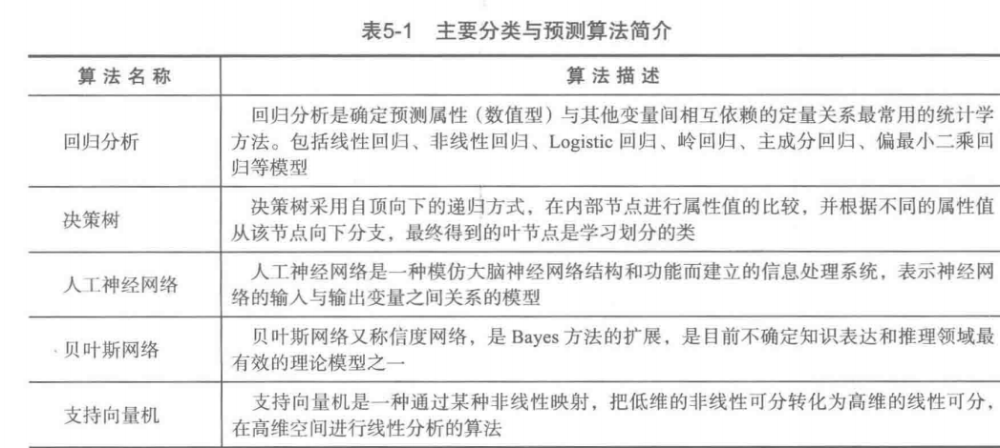 表5-1 主要分类与预测算法简介
算法名称 算法描述
回归分析是确定预测属性（数值型）与其他变量间相互依赖的定量关系最常用的统计学
回归分析 方法。包括线性回归、非线性回归、Logistic 回归、岭回归、主成分回归、偏最小二乘回
归等模型
决策树
决策树采用自顶向下的递归方式，在内部节点进行属性值的比较，并根据不同的属性值
从该节点向下分支，最终得到的叶节点是学习划分的类
人工神经网络
人工神经网络是一种模仿大脑神经网络结构和功能而建立的信息处理系统，表示神经网
络的输入与输出变量之间关系的模型
贝叶斯网络
贝叶斯网络又称信度网络，是 Bayes 方法的扩展，是目前不确定知识表达和推理领域最
有效的理论模型之一
支持向量机
支持向量机是一种通过某种非线性映射，把低维的非线性可分转化为高维的线性可分，
在高维空间进行线性分析的算法